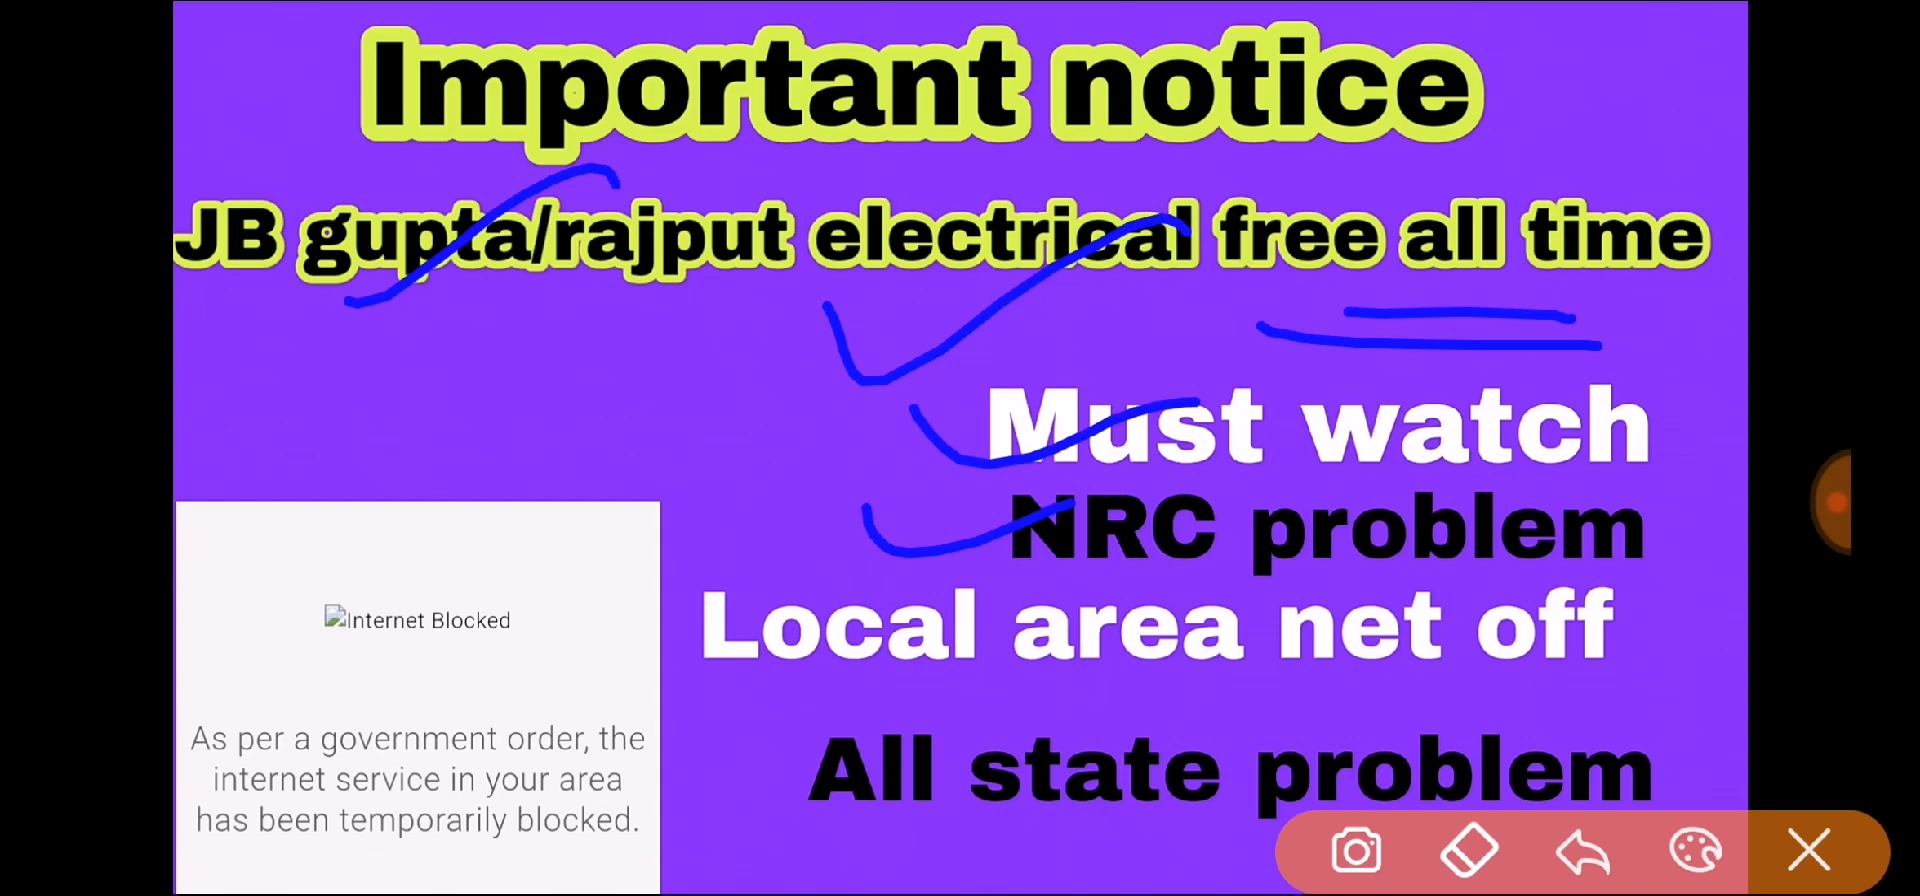 Important notice
JB gupta/rajput electrical free all time
Must watch
NRC problem
Local area net off
All state problem
Internet Blocked
As per a government order, the
internet service in your area
has been temporarily blocked.